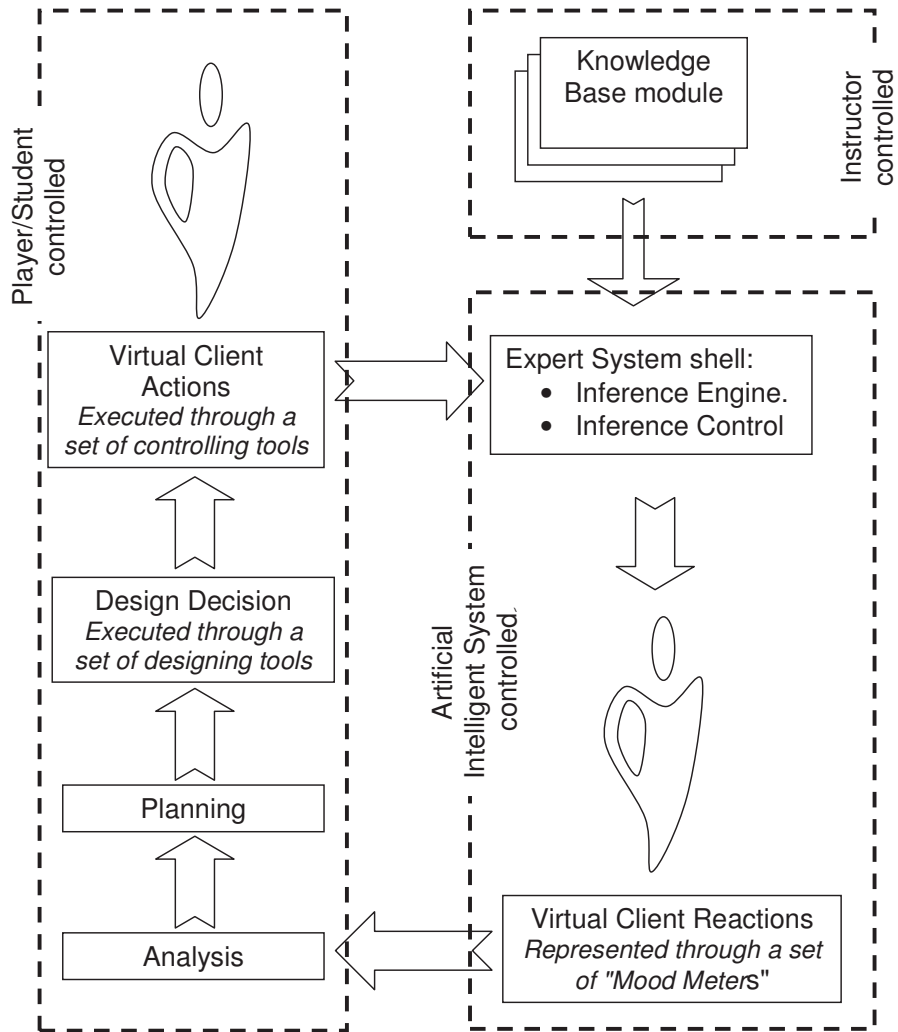 Player/Student
controlled
Virtual Client
Actions
Executed through a
set of controlling tools
Design Decision
Executed through a
set of designing tools
Planning
Analysis
Knowledge
Base module
Instructor
controlled
Expert System shell:
• Inference Engine.
• Inference Control
Artificial
Intelligent System
controlled.
Virtual Client Reactions
Represented through a set
of "Mood Meters"